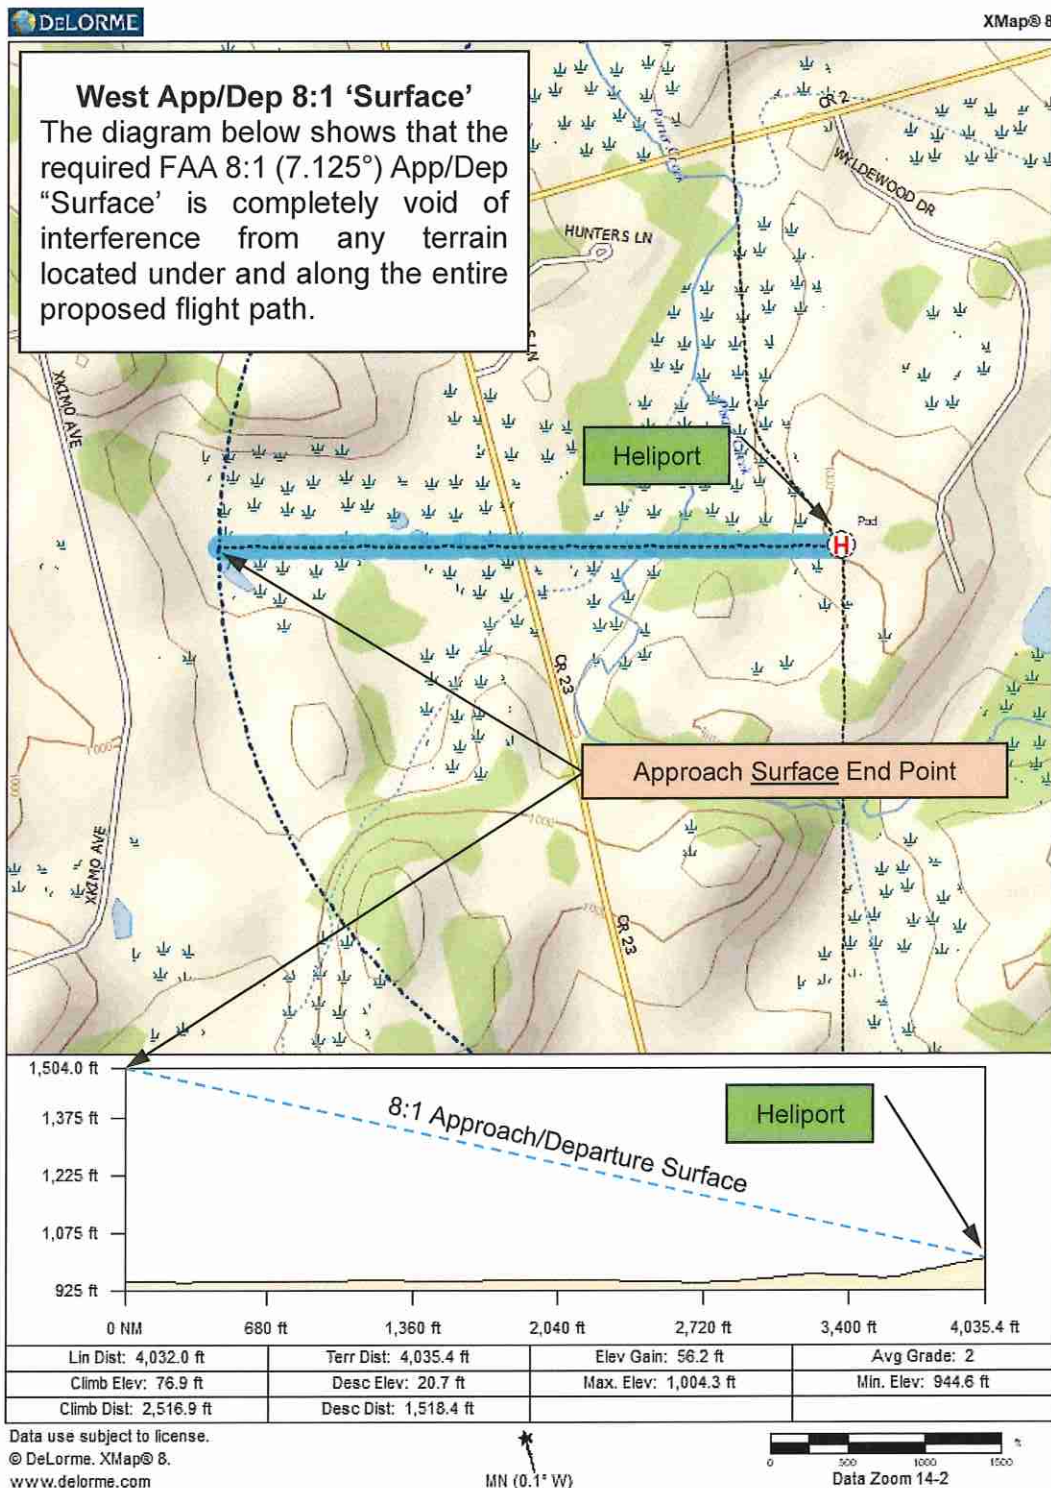 DELORME
XMap® 8
West App/Dep 8:1 ‘Surface’
The diagram below shows that the
required FAA 8:1 (7.125°) App/Dep
“Surface’ is completely void of
interference from any terrain
located under and along the entire
proposed flight path.
CR 2
WYLDEWOOD DR
HUNTERS LN
S LN
XKIMO AVE
Heliport
1000
Pad
H
CR 23
Approach Surface End Point
1000
1000
1000
XKIMO AVE
CR 23
1,504.0 ft
1,375 ft
1,225 ft
1,075 ft
925 ft
8:1 Approach/Departure Surface
Heliport
0 NM 680 ft 1,360 ft 2,040 ft 2,720 ft 3,400 ft 4,035.4 ft
Lin Dist: 4,032.0 ft Terr Dist: 4,035.4 ft Elev Gain: 56.2 ft Avg Grade: 2
Climb Elev: 76.9 ft Desc Elev: 20.7 ft Max. Elev: 1,004.3 ft Min. Elev: 944.6 ft
Climb Dist: 2,516.9 ft Desc Dist: 1,518.4 ft
Data use subject to license.
© DeLorme. XMap® 8.
www.delorme.com
MN (0.1° W)
ft
0 500 1000 1500
Data Zoom 14-2